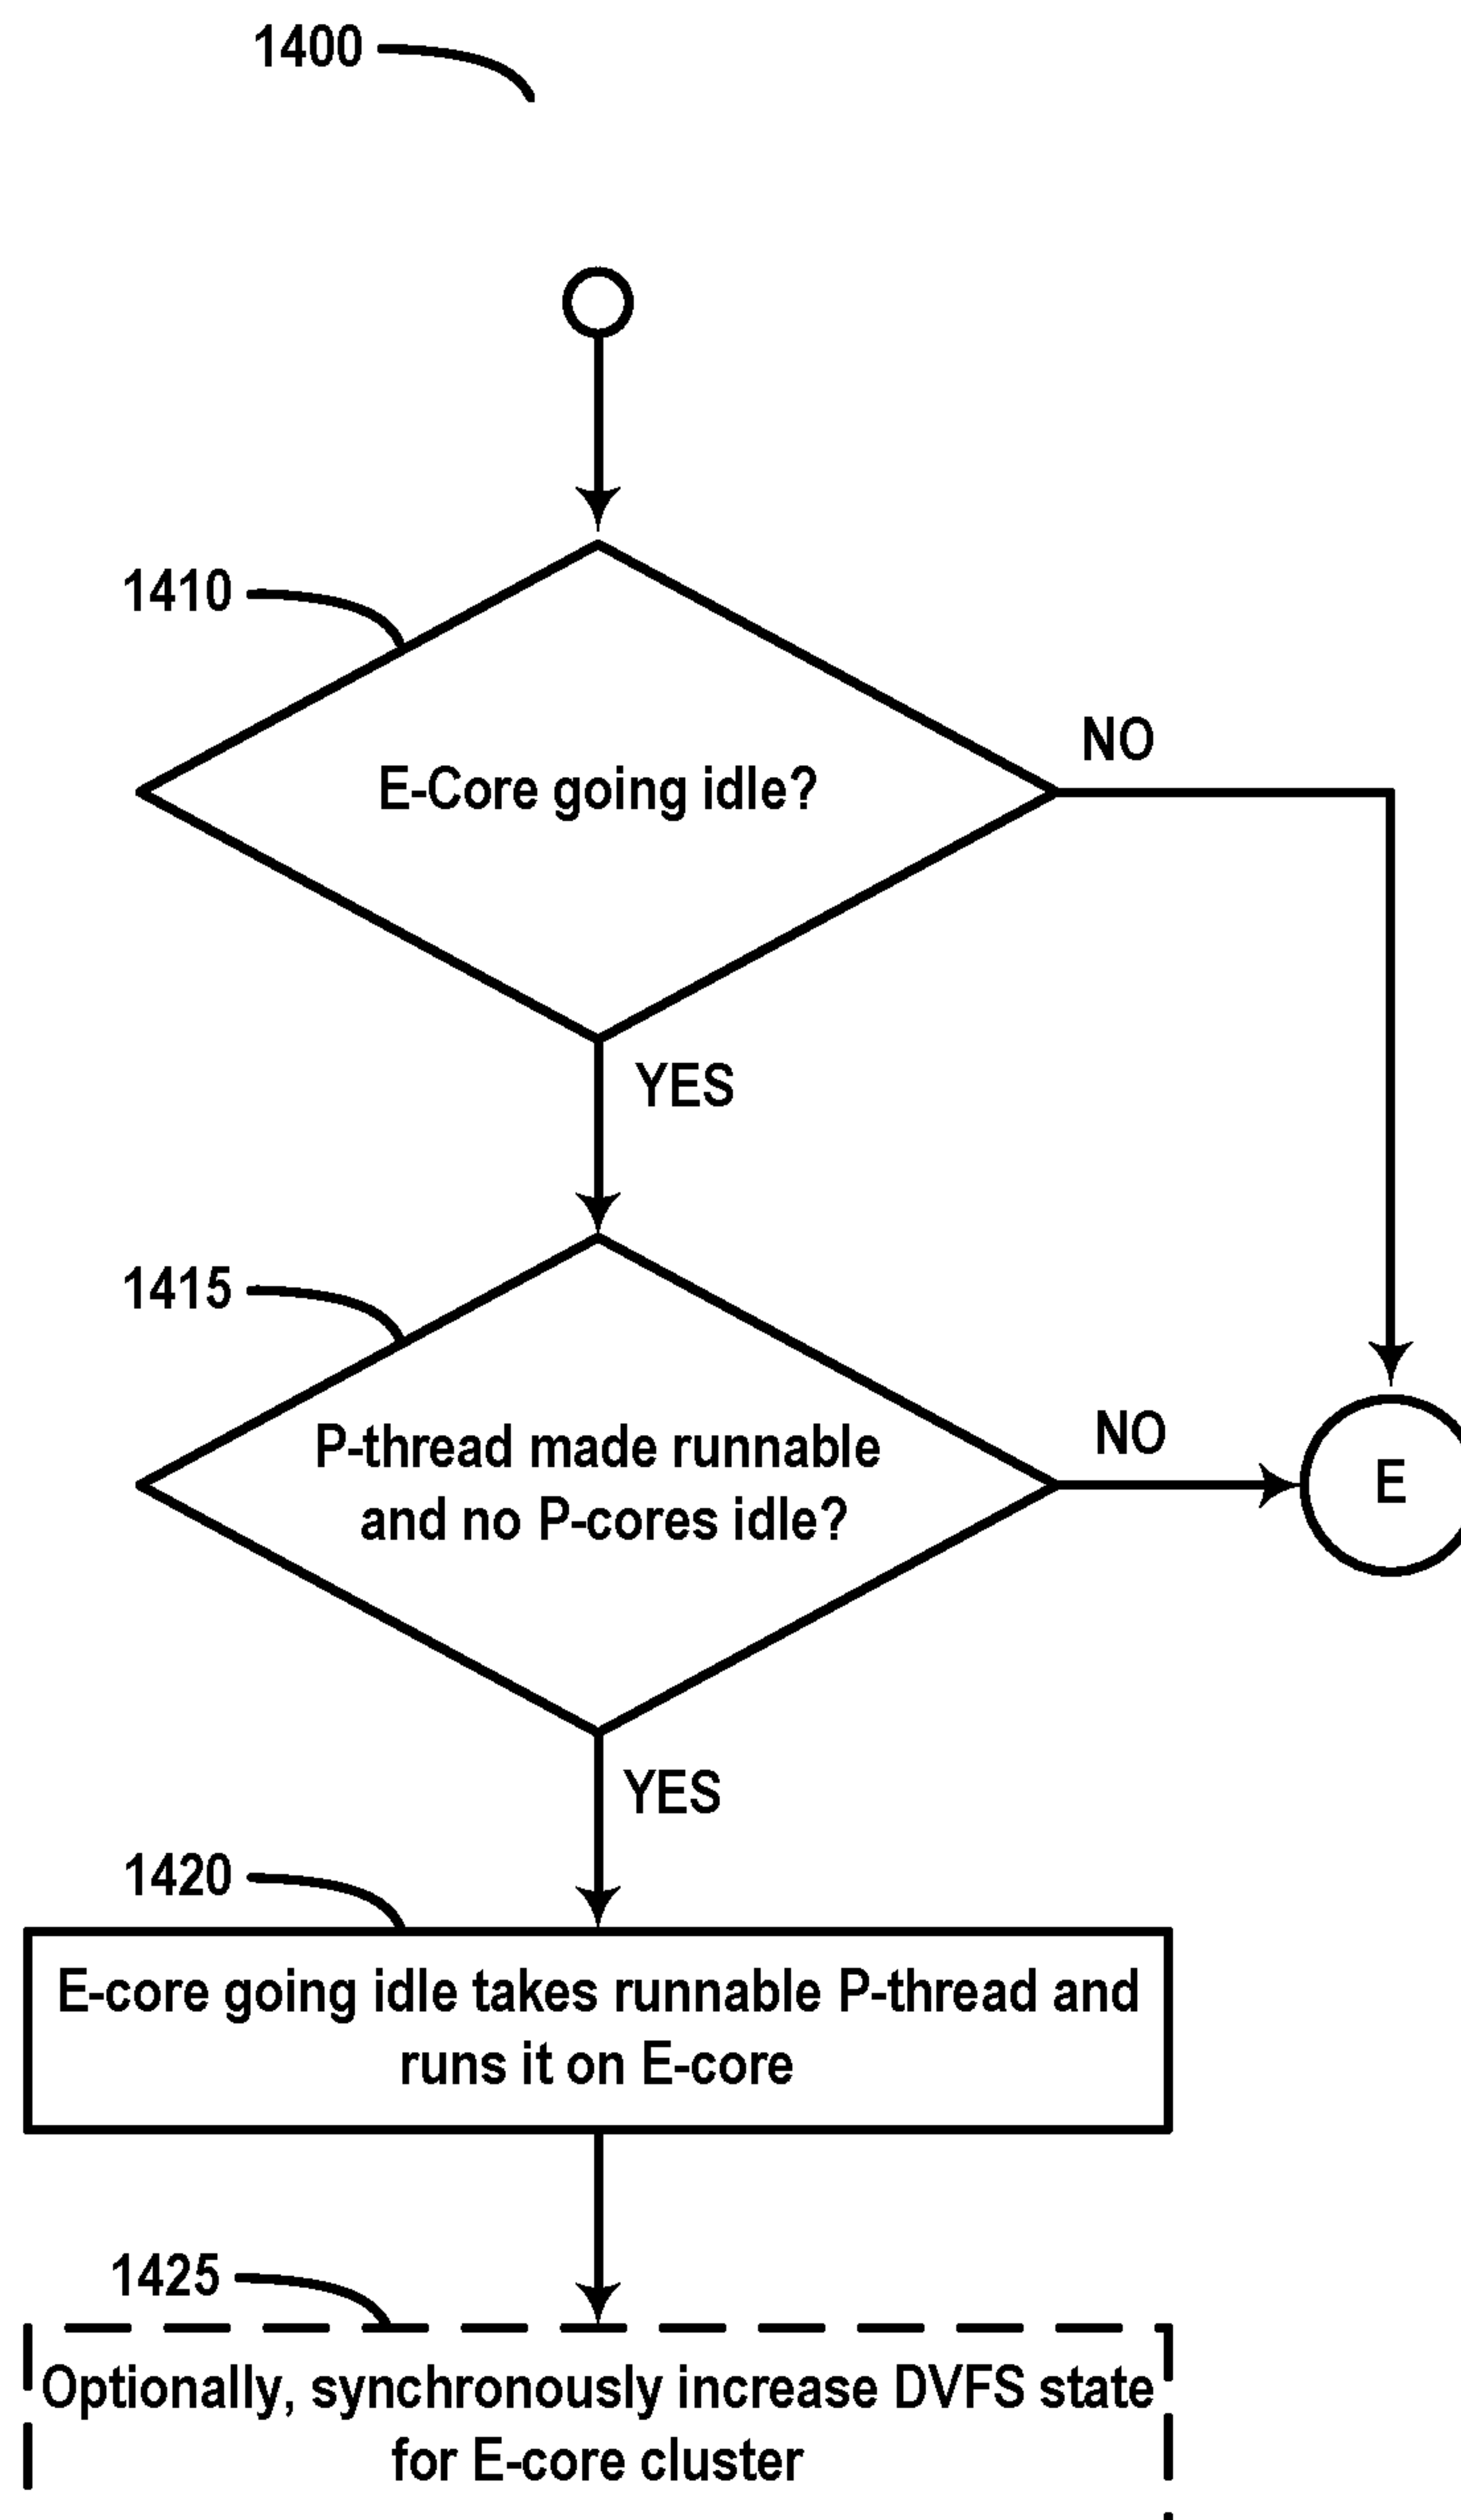 1400
1410
E-Core going idle?
NO
YES
1415
P-thread made runnable
and no P-cores idle?
NO
E
YES
1420
E-core going idle takes runnable P-thread and
runs it on E-core
1425
Optionally, synchronously increase DVFS state
for E-core cluster